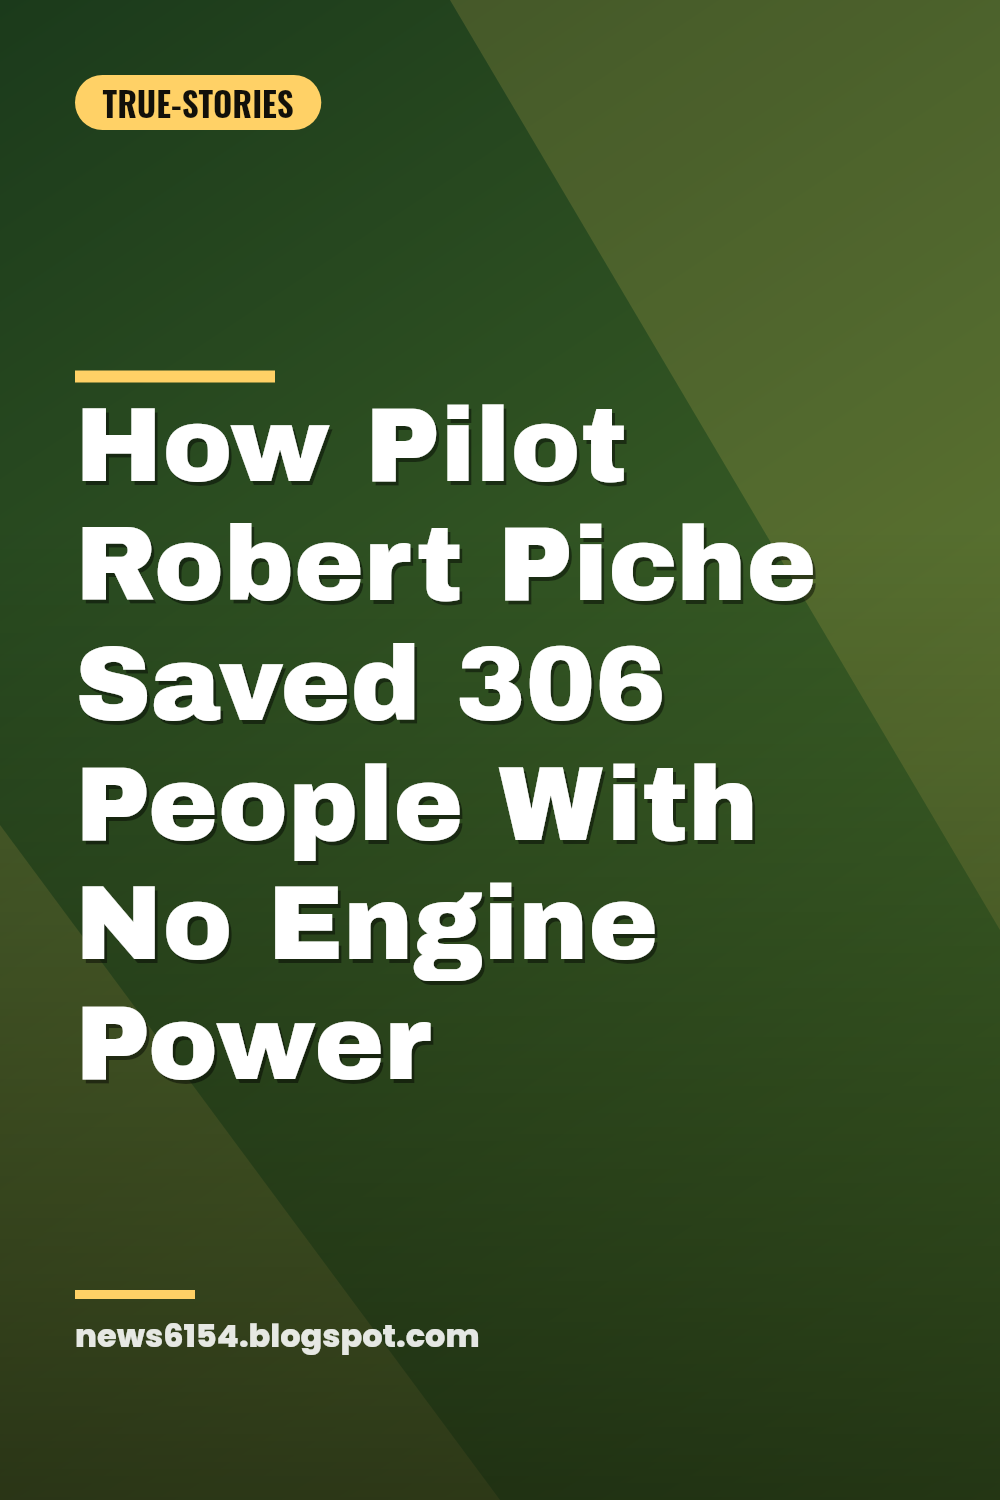 TRUE-STORIES
How Pilot
Robert Piche
Saved 306
People With
No Engine
Power
news6154.blogspot.com